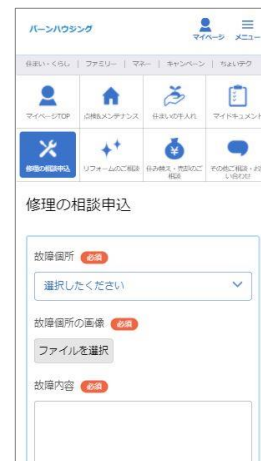 バーンハウジング
マイページ メニュー
住まい・くらし | ファミリー | マネー | キャンペーン | ちょいテク
マイページTOP 点検&メンテナンス 住まいのお手入れ マイドキュメント
修理の相談申込 リフォームのご相談 住み替え・売却のご相談 その他ご相談・お問い合わせ
修理の相談申込
故障個所 必須
選択したください
故障個所の画像 必須
ファイルを選択
故障内容 必須